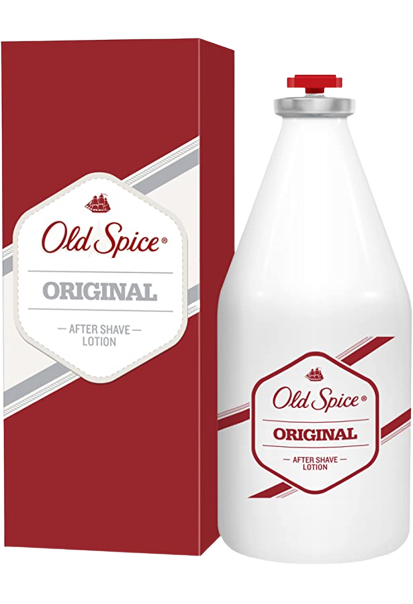 Old Spice®
ORIGINAL
— AFTER SHAVE —
LOTION
Old Spice®
ORIGINAL
— AFTER SHAVE —
LOTION